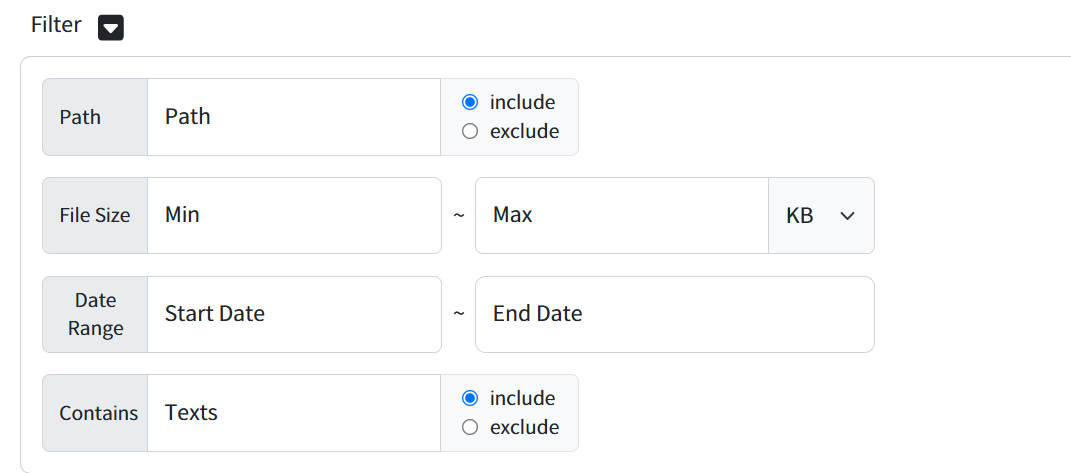 Filter
Path Path include
exclude
File Size Min ~ Max KB
Date
Range Start Date ~ End Date
Contains Texts include
exclude